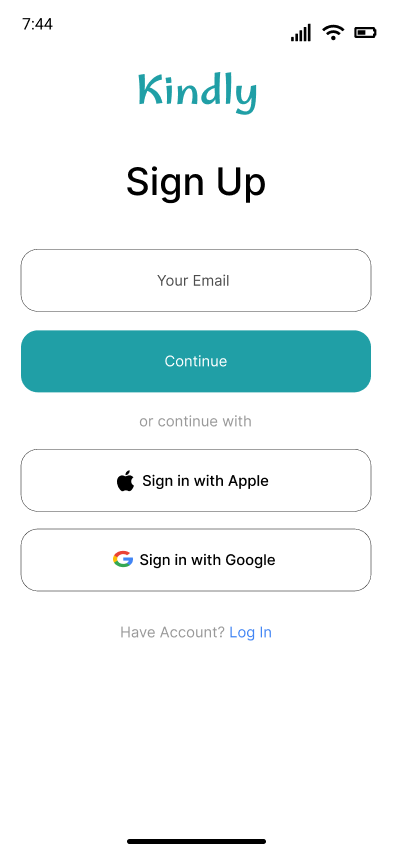 7:44
Kindly
Sign Up
Your Email
Continue
or continue with
Sign in with Apple
Sign in with Google
Have Account? Log In